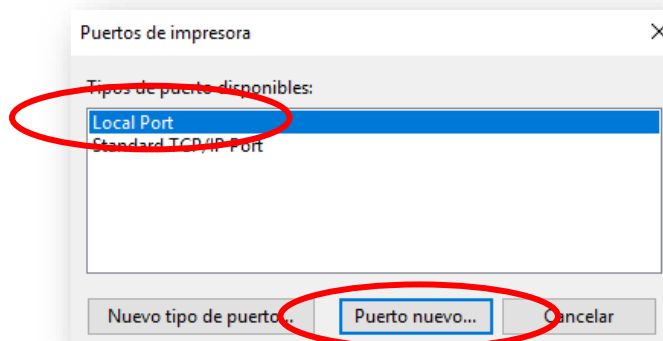 Puertos de impresora
Tipos de puerto disponibles:
Local Port
Standard TCP/IP Port
Nuevo tipo de puerto... Puerto nuevo... Cancelar